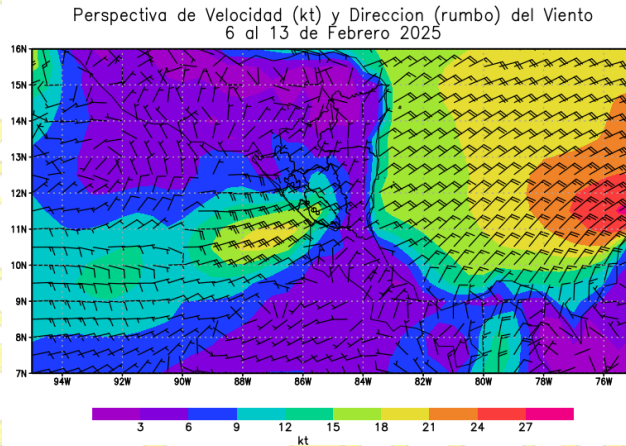 Perspectiva de Velocidad (kt) y Direccion (rumbo) del Viento
6 al 13 de Febrero 2025
16N
15N
14N
13N
12N
11N
10N
9N
8N
7N
94W 92W 90W 88W 86W 84W 82W 80W 78W 76W
3 6 9 12 15 18 21 24 27
kt